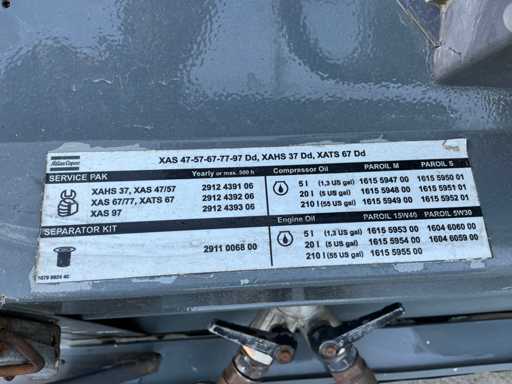 Atlas Copco
XAS 47-57-67-77-97 Dd, XAHS 37 Dd, XATS 67 Dd
SERVICE PAK Yearly or max. 500 h
XAHS 37, XAS 47/57 2912 4391 06
XAS 67/77, XATS 67 2912 4392 06
XAS 97 2912 4393 06
SEPARATOR KIT
2911 0068 00
1079 9924 40
Compressor Oil PAROIL M PAROIL S
5 l (1,3 US gal) 1615 5947 00 1615 5950 01
20 l (5 US gal) 1615 5948 00 1615 5951 01
210 l (55 US gal) 1615 5949 00 1615 5952 01
Engine Oil PAROIL 15W40 PAROIL 5W30
5 l (1,3 US gal) 1615 5953 00 1604 6060 00
20 l (5 US gal) 1615 5954 00 1604 6059 00
210 l (55 US gal) 1615 5955 00